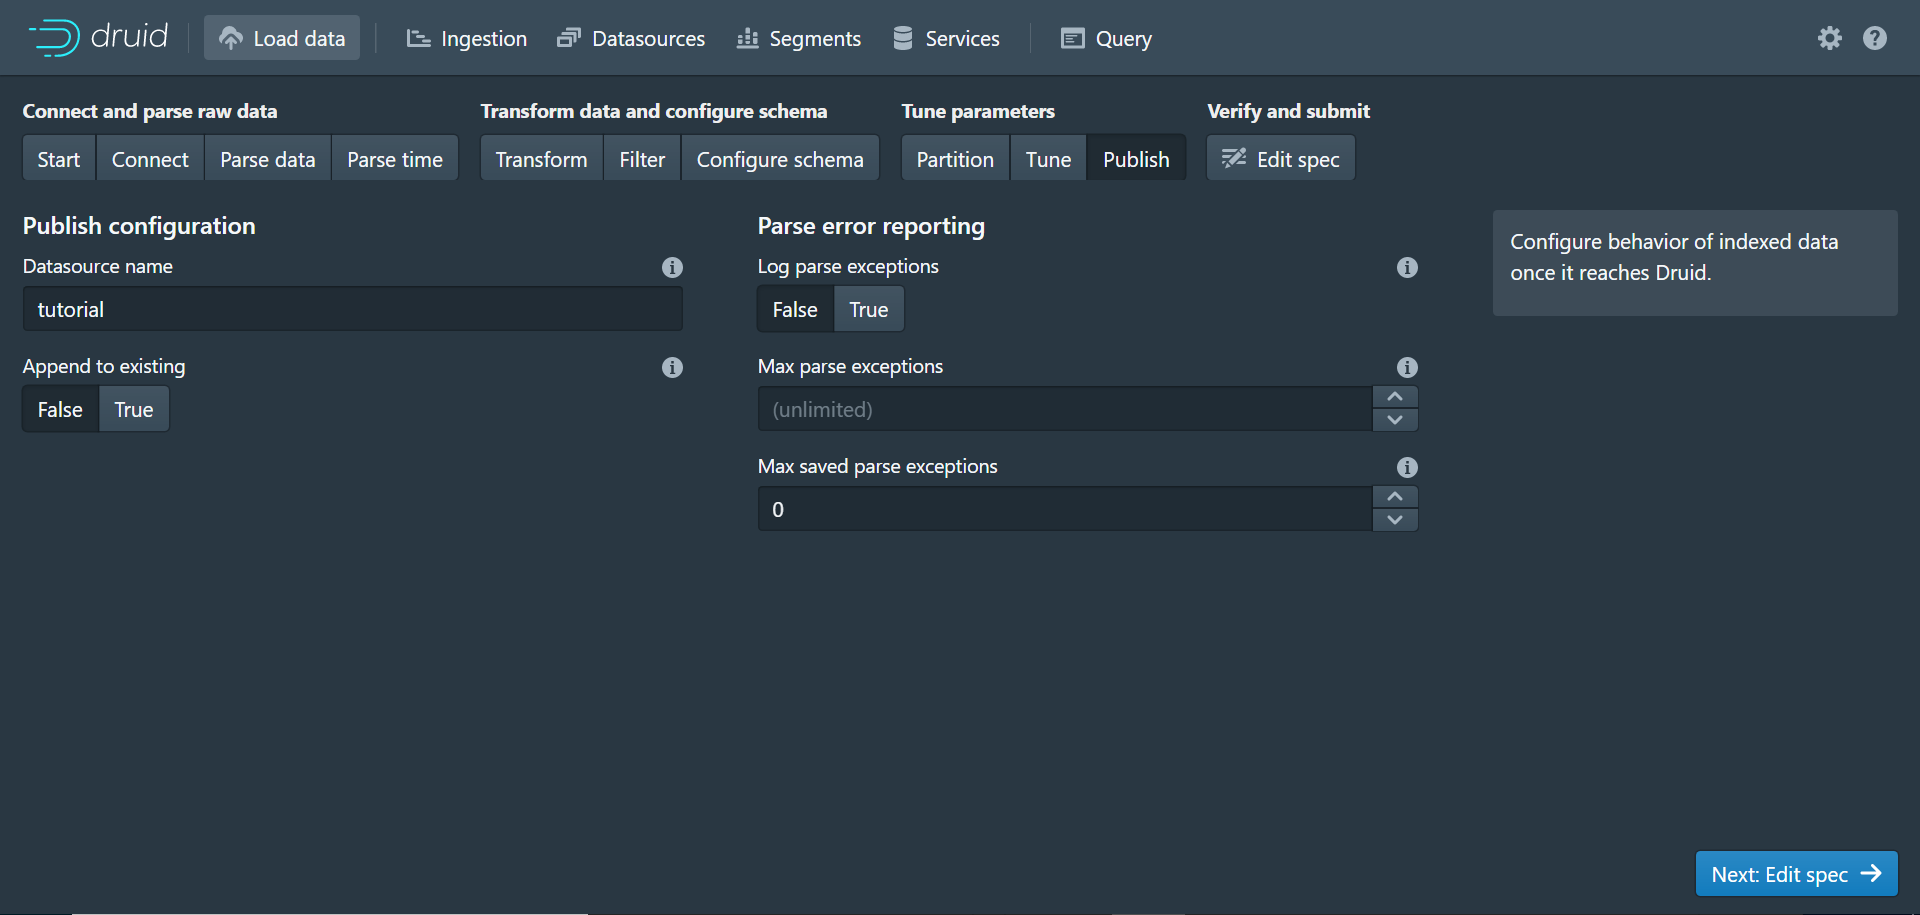 druid Load data Ingestion Datasources Segments Services Query
Connect and parse raw data Transform data and configure schema Tune parameters Verify and submit
Start Connect Parse data Parse time Transform Filter Configure schema Partition Tune Publish Edit spec
Publish configuration
Datasource name
tutorial
Append to existing
False True
Parse error reporting
Log parse exceptions
False True
Max parse exceptions
(unlimited)
Max saved parse exceptions
0
Configure behavior of indexed data
once it reaches Druid.
Next: Edit spec